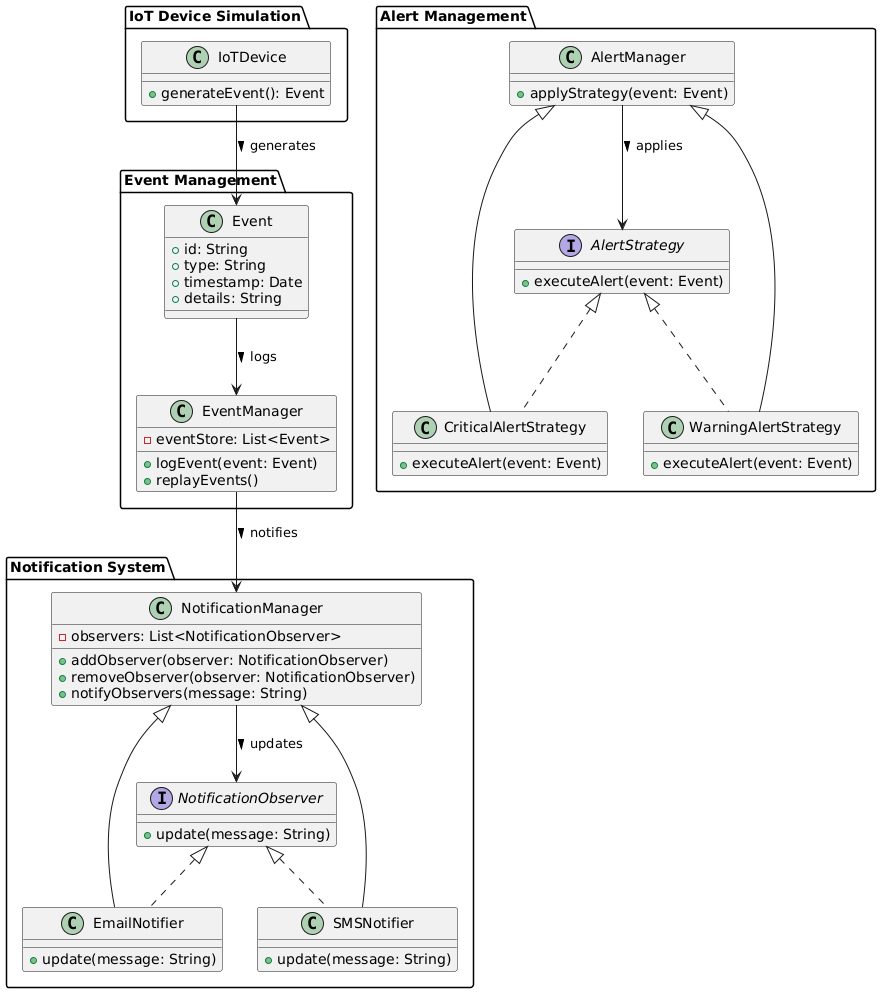 IoT Device Simulation
C IoTDevice
generateEvent(): Event
generates
Event Management
C Event
id: String
type: String
timestamp: Date
details: String
logs
C EventManager
eventStore: List<Event>
logEvent(event: Event)
replayEvents()
notifies
Notification System
C NotificationManager
observers: List<NotificationObserver>
addObserver(observer: NotificationObserver)
removeObserver(observer: NotificationObserver)
notifyObservers(message: String)
updates
I NotificationObserver
update(message: String)
C EmailNotifier
update(message: String)
C SMSNotifier
update(message: String)
Alert Management
C AlertManager
applyStrategy(event: Event)
applies
I AlertStrategy
executeAlert(event: Event)
C CriticalAlertStrategy
executeAlert(event: Event)
C WarningAlertStrategy
executeAlert(event: Event)